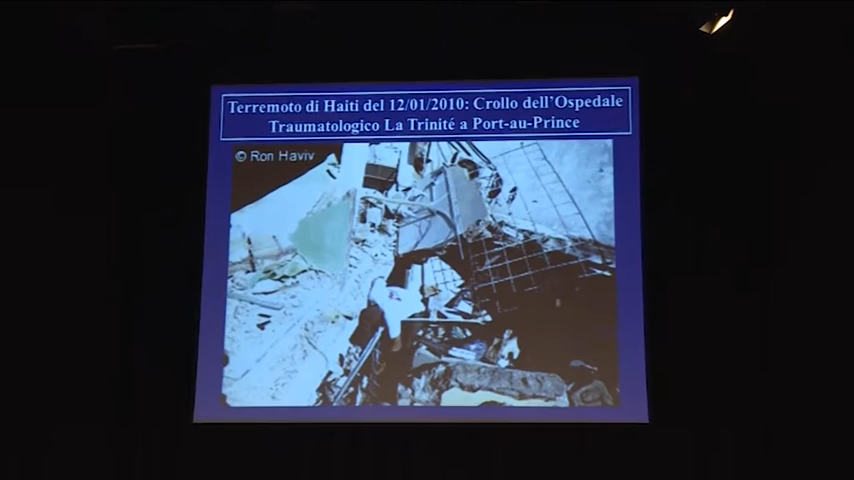 Terremoto di Haiti del 12/01/2010: Crollo dell'Ospedale
Traumatologico La Trinité a Port-au-Prince
© Ron Haviv